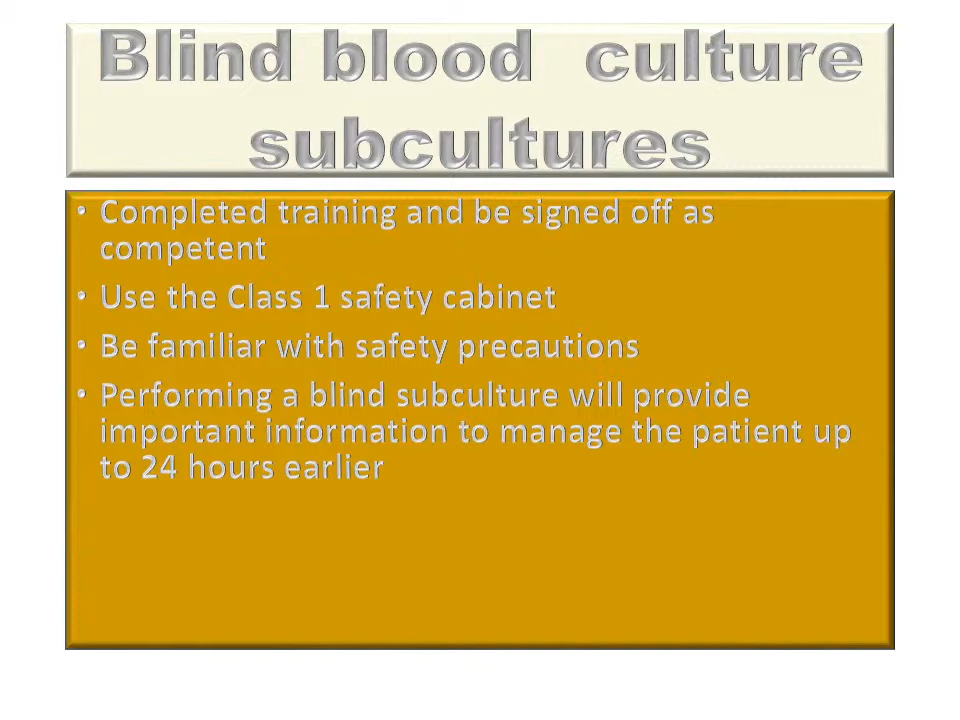 Blind blood  culture
subcultures
• Completed training and be signed off as
competent
• Use the Class 1 safety cabinet
• Be familiar with safety precautions
• Performing a blind subculture will provide
important information to manage the patient up
to 24 hours earlier